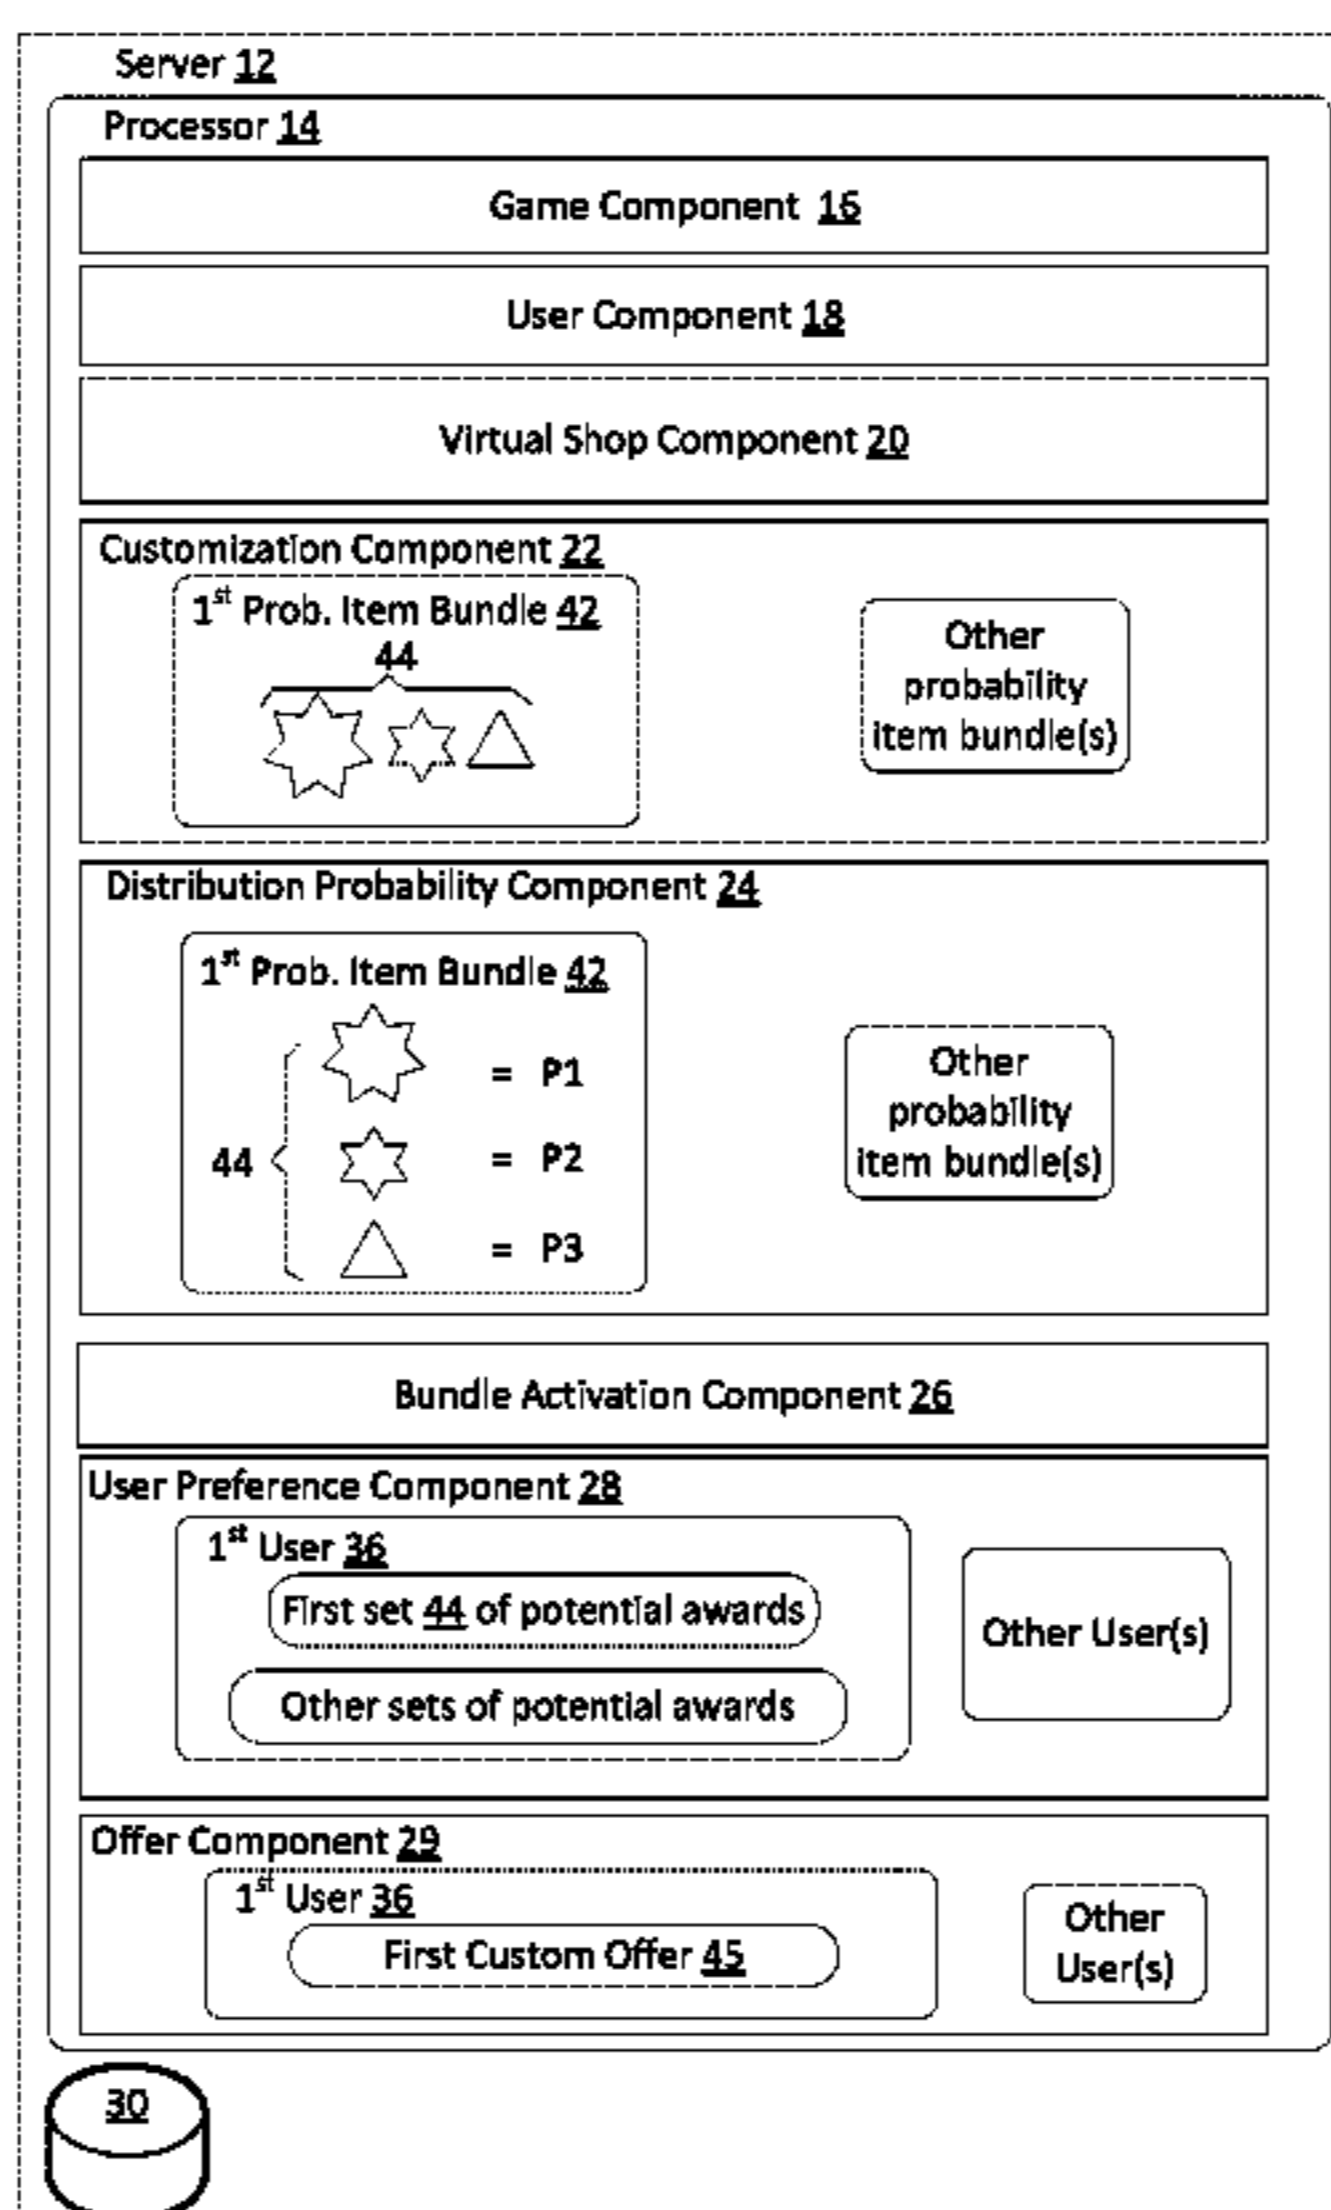 Server 12
Processor 14
Game Component 16
User Component 18
Virtual Shop Component 20
Customization Component 22
1st Prob. Item Bundle 42
44
Other
probability
item bundle(s)
Distribution Probability Component 24
1st Prob. Item Bundle 42
= P1
44
= P2
= P3
Other
probability
item bundle(s)
Bundle Activation Component 26
User Preference Component 28
1st User 36
First set 44 of potential awards
Other sets of potential awards
Other User(s)
Offer Component 29
1st User 36
First Custom Offer 45
Other
User(s)
30